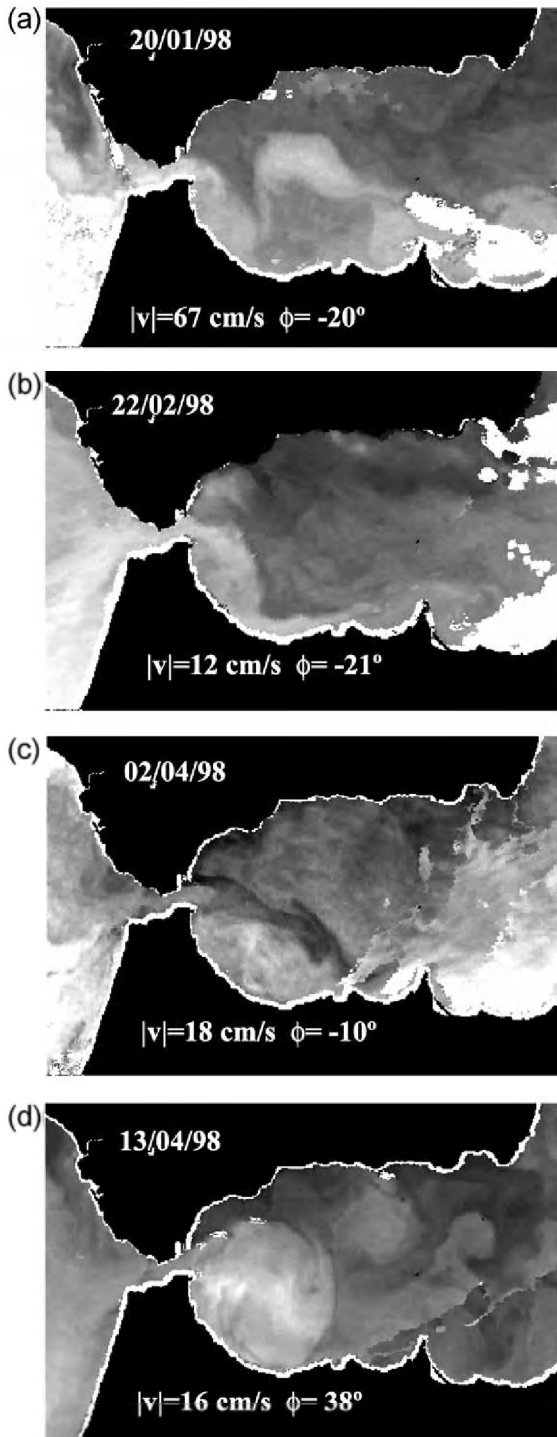 (a)
20/01/98
|v|=67 cm/s ϕ= -20º
(b)
22/02/98
|v|=12 cm/s ϕ= -21º
(c)
02/04/98
|v|=18 cm/s ϕ= -10º
(d)
13/04/98
|v|=16 cm/s ϕ= 38º